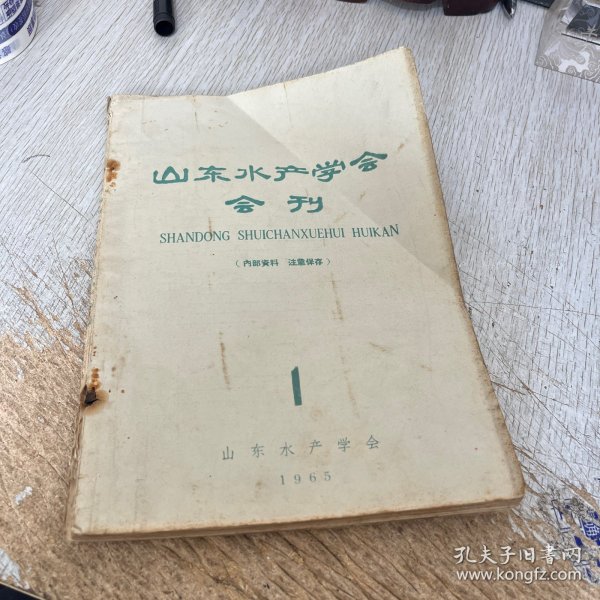 山东水产学会
会刊
SHANDONG SHUICHANXUEHUI HUIKAN
（内部資料 注意保存）
1
山东水产学会
1965
孔夫子旧书网
www.kongfz.com